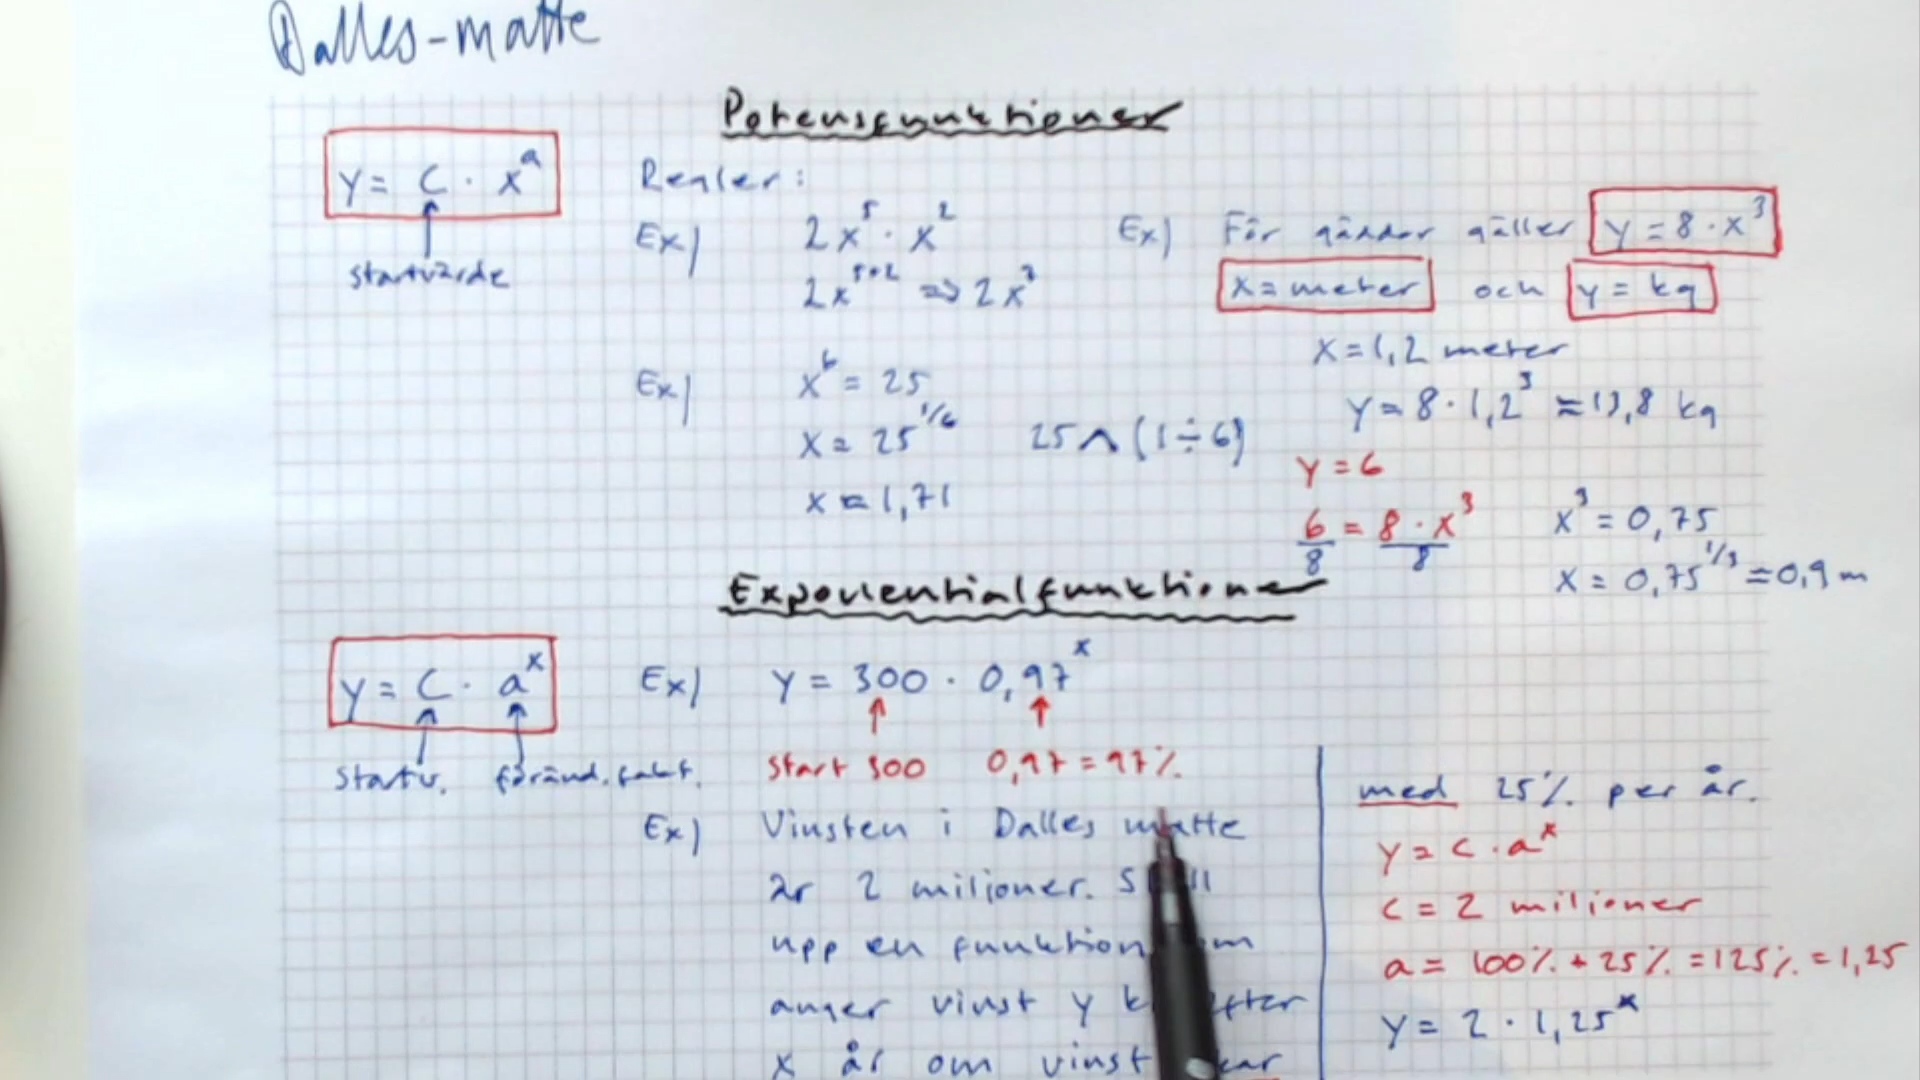 Dalles-matte
Potensfunktioner
y = C · x^a
startvärde
Regler:
Ex) 2x^5 · x^2
2x^(5+2) => 2x^7
Ex) x^6 = 25
x = 25^(1/6) 25 ^ (1÷6)
x = 1,71
Ex) För gäddor gäller y = 8 · x^3
x = meter och y = kg
x = 1,2 meter
y = 8 · 1,2^3 ≈ 13,8 kg
y = 6
6/8 = 8 · x^3/8
x^3 = 0,75
x = 0,75^(1/3) ≈ 0,9 m
Exponentialfunktioner
y = C · a^x
startv. föränd.fakt.
Ex) y = 300 · 0,97^x
start 300 0,97 = 97%
Ex) Vinsten i Dalles matte
är 2 miljoner.
upp en funktion
anger vinst y
x år om vinst
med 25% per år.
y = C · a^x
C = 2 miljoner
a = 100% + 25% = 125% = 1,25
y = 2 · 1,25^x